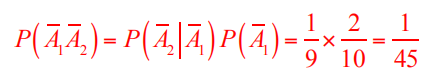 P(A̅₁A̅₂) = P(A̅₂|A̅₁)P(A̅₁) = 1/9 × 2/10 = 1/45